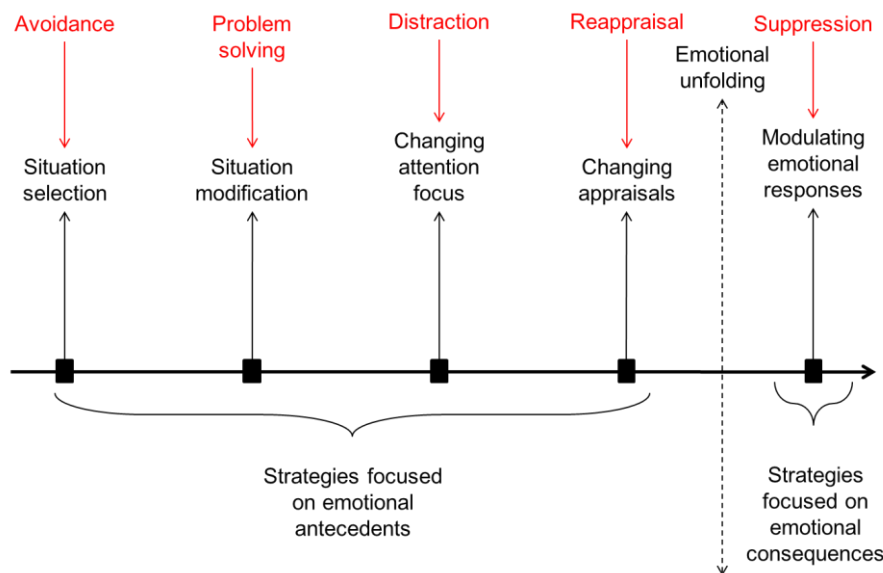 Avoidance
Problem
solving
Distraction
Reappraisal
Suppression
Emotional
unfolding
Situation
selection
Situation
modification
Changing
attention
focus
Changing
appraisals
Modulating
emotional
responses
Strategies focused
on emotional
antecedents
Strategies
focused on
emotional
consequences